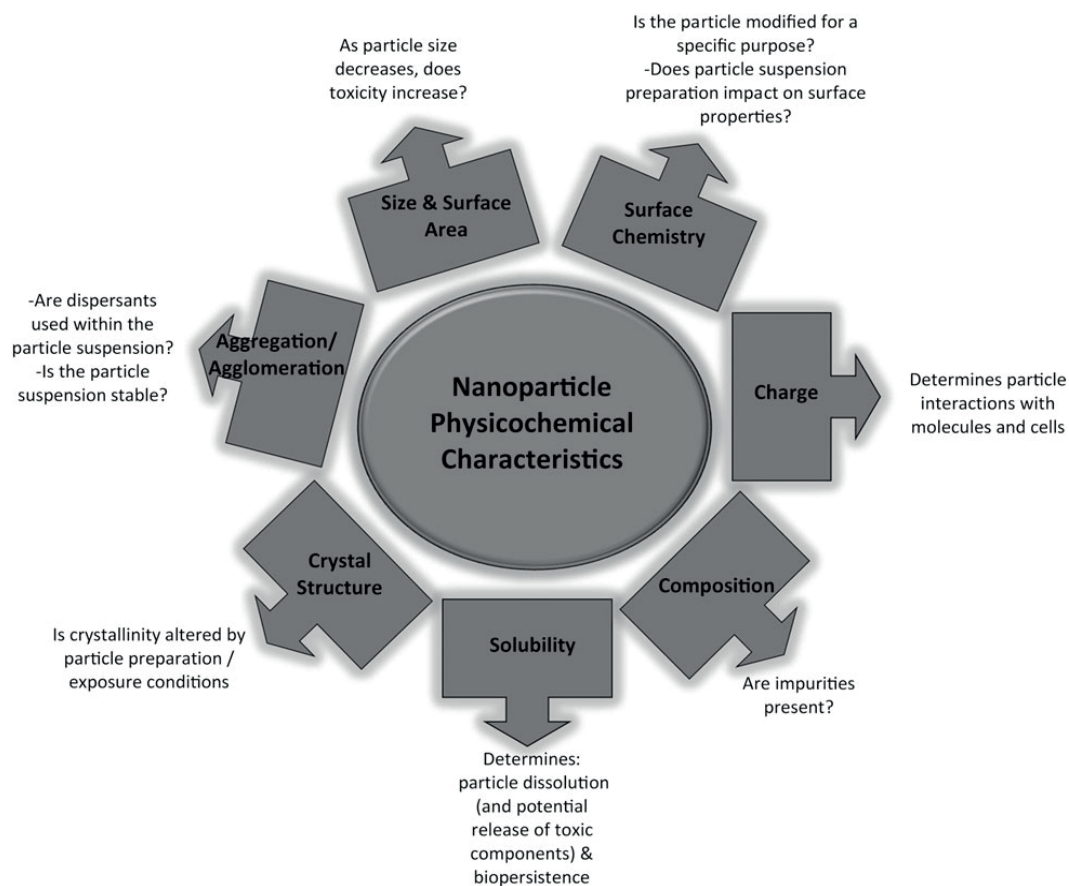 As particle size
decreases, does
toxicity increase?
Is the particle modified for a
specific purpose?
-Does particle suspension
preparation impact on surface
properties?
Size & Surface
Area
Surface
Chemistry
-Are dispersants
used within the
particle suspension?
-Is the particle
suspension stable?
Aggregation/
Agglomeration
Nanoparticle
Physicochemical
Characteristics
Charge
Determines particle
interactions with
molecules and cells
Crystal
Structure
Composition
Solubility
Is crystallinity altered by
particle preparation /
exposure conditions
Are impurities
present?
Determines:
particle dissolution
(and potential
release of toxic
components) &
biopersistence